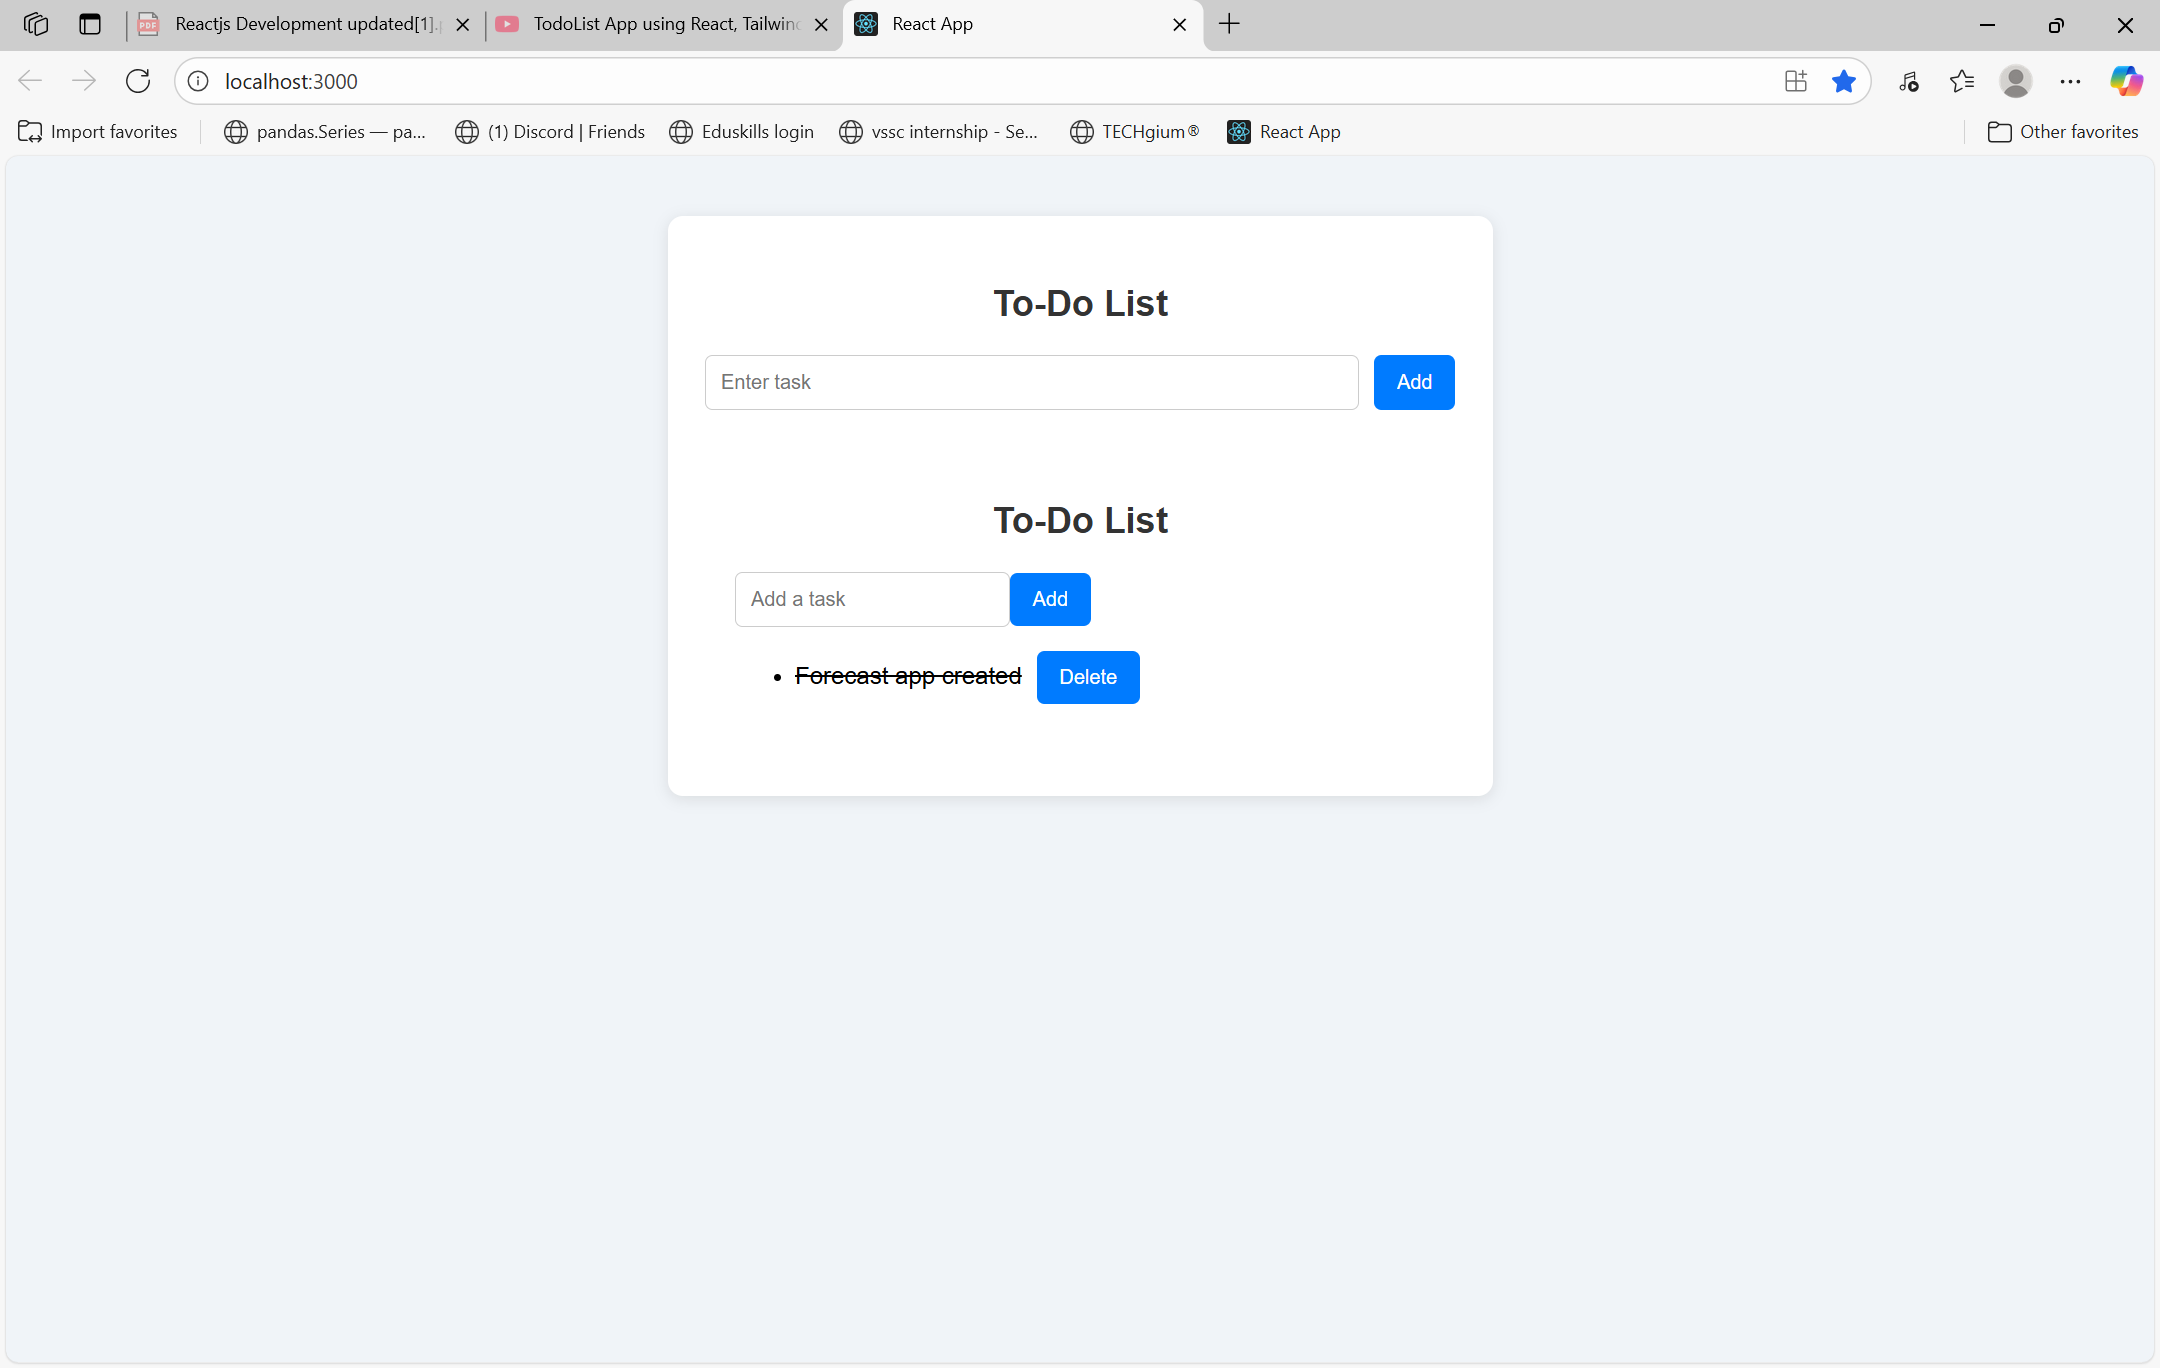 Reactjs Development updated[1].
TodoList App using React, Tailwind
React App
localhost:3000
Import favorites
pandas.Series — pa...
(1) Discord | Friends
Eduskills login
vssc internship - Se...
TECHgium®
React App
Other favorites
To-Do List
Enter task
Add
To-Do List
Add a task
Add
Forecast app created
Delete